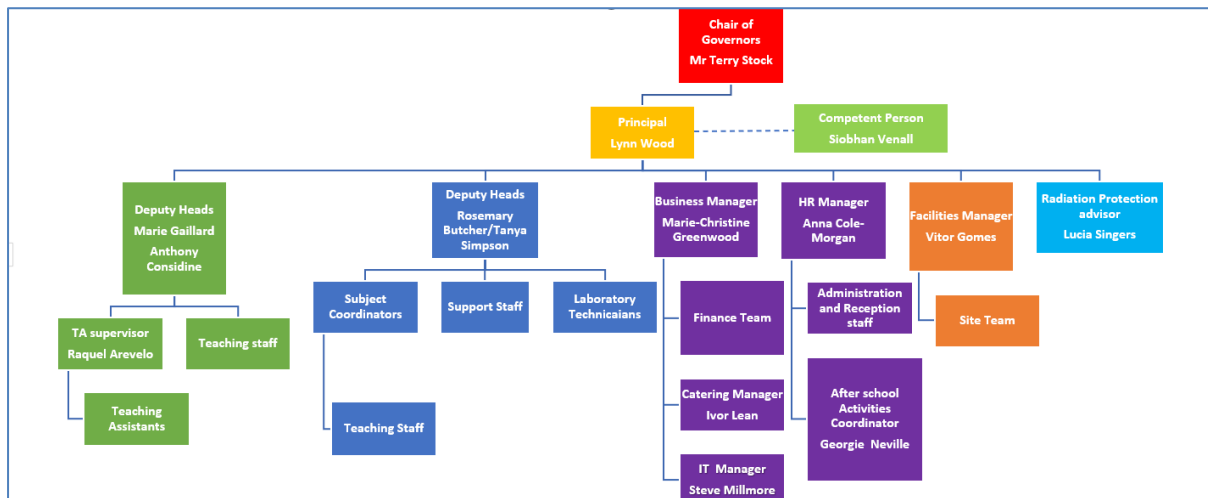 Chair of
Governors
Mr Terry Stock
Principal
Lynn Wood
Competent Person
Siobhan Venall
Deputy Heads
Marie Gaillard
Anthony
Considine
Deputy Heads
Rosemary
Butcher/Tanya
Simpson
Business Manager
Marie-Christine
Greenwood
HR Manager
Anna Cole-
Morgan
Facilities Manager
Vitor Gomes
Radiation Protection
advisor
Lucia Singers
TA supervisor
Raquel Arevelo
Teaching staff
Subject
Coordinators
Support Staff
Laboratory
Technicaians
Finance Team
Administration
and Reception
staff
Site Team
Teaching
Assistants
Teaching Staff
Catering Manager
Ivor Lean
After school
Activities
Coordinator
Georgie Neville
IT Manager
Steve Millmore